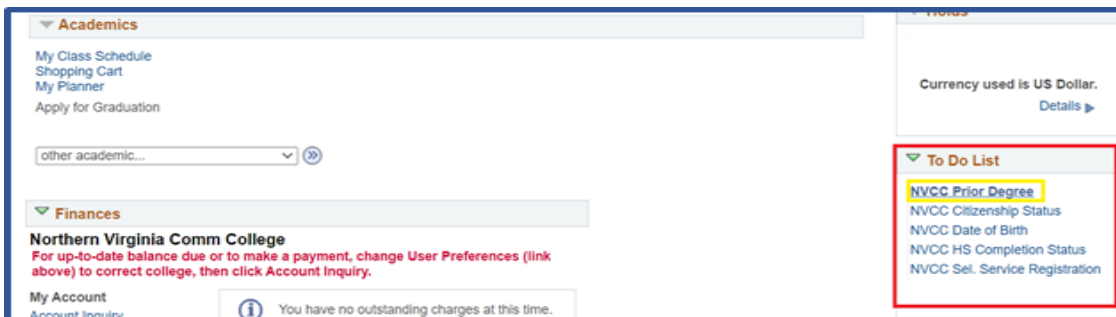 Academics
My Class Schedule
Shopping Cart
My Planner
Apply for Graduation
other academic...
Finances
Northern Virginia Comm College
For up-to-date balance due or to make a payment, change User Preferences (link
above) to correct college, then click Account Inquiry.
My Account
Account Inquiry
You have no outstanding charges at this time.
Holds
Currency used is US Dollar.
Details
To Do List
NVCC Prior Degree
NVCC Citizenship Status
NVCC Date of Birth
NVCC HS Completion Status
NVCC Sel. Service Registration